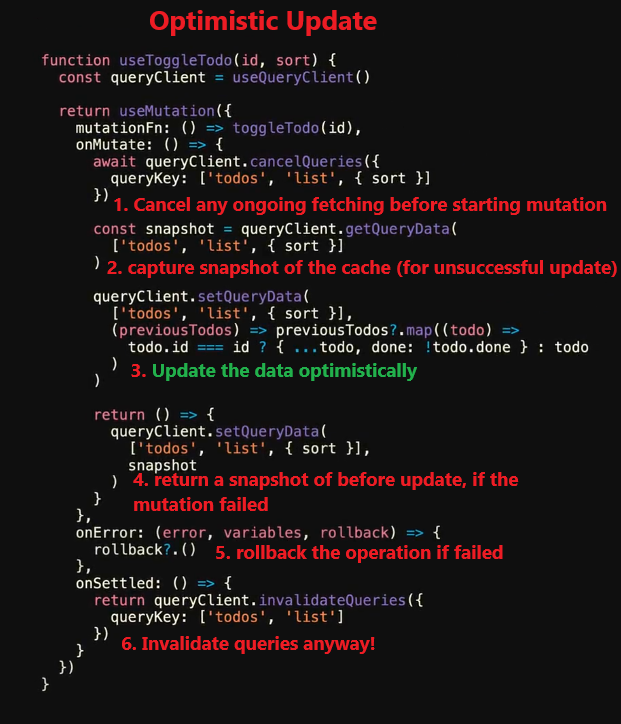 Optimistic Update
function useToggleTodo(id, sort) {
  const queryClient = useQueryClient()
  return useMutation({
    mutationFn: () => toggleTodo(id),
    onMutate: () => {
      await queryClient.cancelQueries({
        queryKey: ['todos', 'list', { sort }]
      })
1. Cancel any ongoing fetching before starting mutation
      const snapshot = queryClient.getQueryData(
        ['todos', 'list', { sort }]
      )
2. capture snapshot of the cache (for unsuccessful update)
      queryClient.setQueryData(
        ['todos', 'list', { sort }],
        (previousTodos) => previousTodos?.map((todo) =>
          todo.id === id ? { ...todo, done: !todo.done } : todo
        )
3. Update the data optimistically
      )
      return () => {
        queryClient.setQueryData(
          ['todos', 'list', { sort }],
          snapshot
        )
4. return a snapshot of before update, if the
mutation failed
      }
    },
    onError: (error, variables, rollback) => {
      rollback?.()
5. rollback the operation if failed
    },
    onSettled: () => {
      return queryClient.invalidateQueries({
        queryKey: ['todos', 'list']
      })
6. Invalidate queries anyway!
    }
  })
}